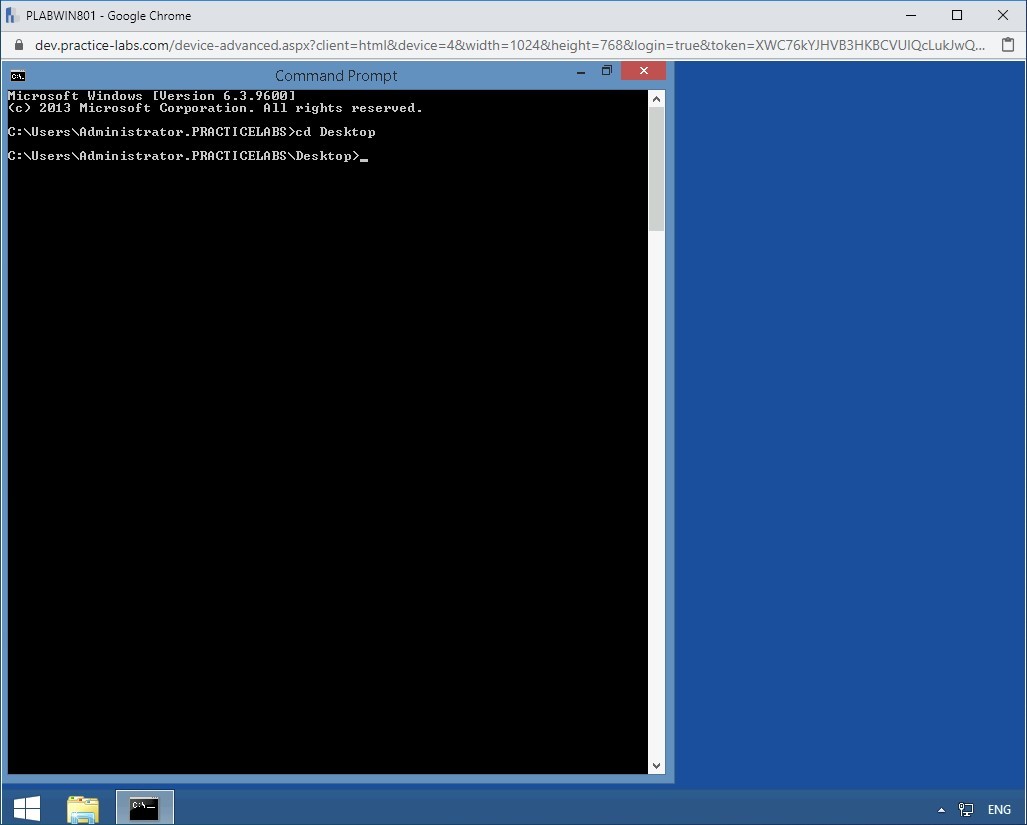 PLABWIN801 - Google Chrome
dev.practice-labs.com/device-advanced.aspx?client=html&device=4&width=1024&height=768&login=true&token=XWC76kYJHVB3HKBCVUIQcLukJwQ...
Command Prompt
Microsoft Windows [Version 6.3.9600]
(c) 2013 Microsoft Corporation. All rights reserved.
C:\Users\Administrator.PRACTICELABS>cd Desktop
C:\Users\Administrator.PRACTICELABS\Desktop>_
ENG